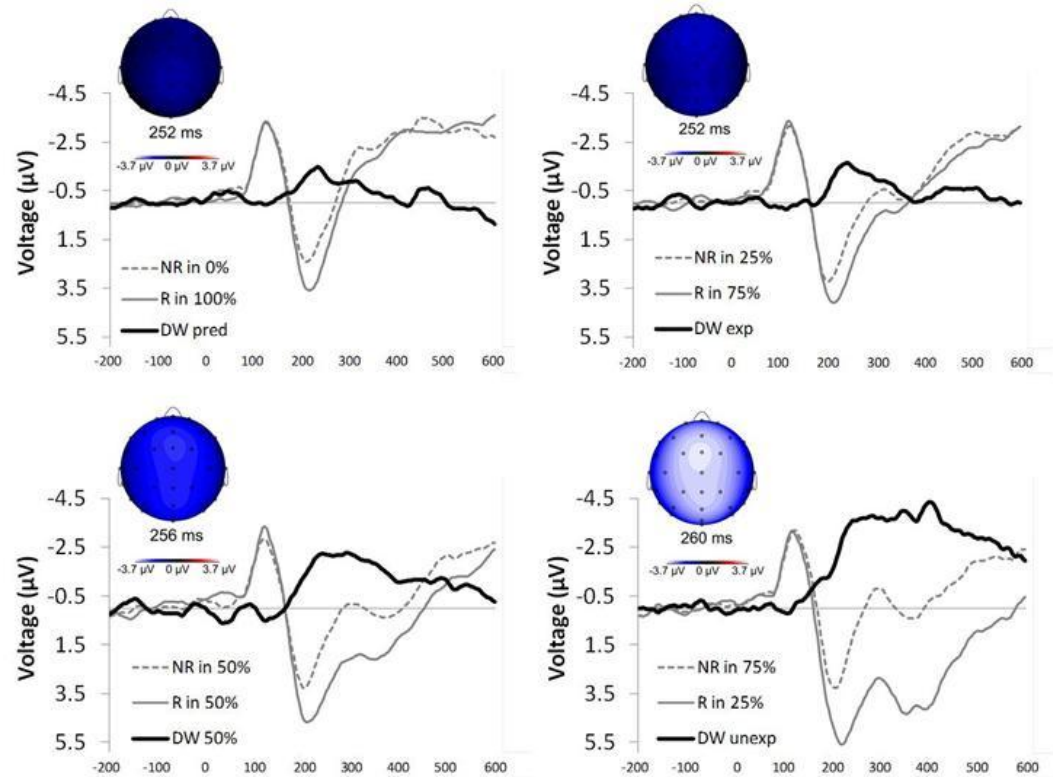 252 ms
-3.7 µV 0 µV 3.7 µV
Voltage (µV)
-4.5
-2.5
-0.5
1.5
3.5
5.5
NR in 0%
R in 100%
DW pred
-200 -100 0 100 200 300 400 500 600
252 ms
-3.7 µV 0 µV 3.7 µV
Voltage (µV)
-4.5
-2.5
-0.5
1.5
3.5
5.5
NR in 25%
R in 75%
DW exp
-200 -100 0 100 200 300 400 500 600
256 ms
-3.7 µV 0 µV 3.7 µV
Voltage (µV)
-4.5
-2.5
-0.5
1.5
3.5
5.5
NR in 50%
R in 50%
DW 50%
-200 -100 0 100 200 300 400 500 600
260 ms
-3.7 µV 0 µV 3.7 µV
Voltage (µV)
-4.5
-2.5
-0.5
1.5
3.5
5.5
NR in 75%
R in 25%
DW unexp
-200 -100 0 100 200 300 400 500 600